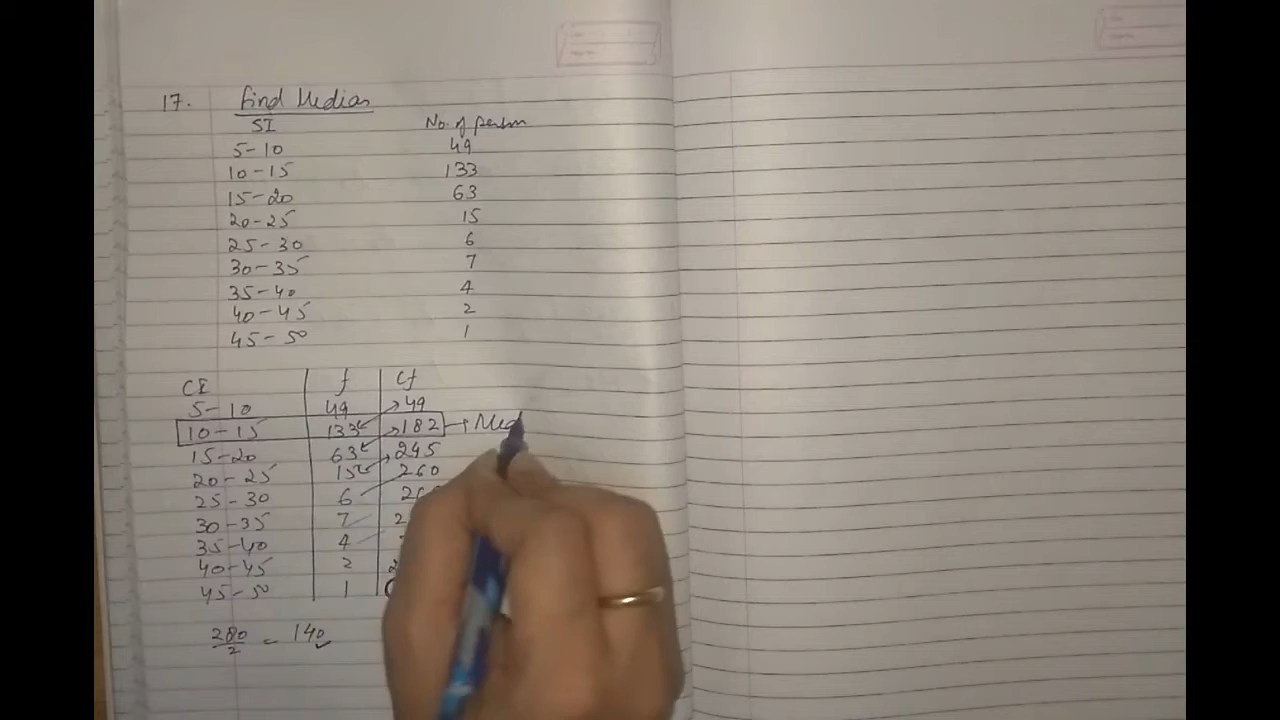 17. Find Median
SI No. of person
5-10 49
10-15 133
15-20 63
20-25 15
25-30 6
30-35 7
35-40 4
40-45 2
45-50 1
CI f Cf
5-10 49 49
10-15 133 182 → Med
15-20 63 245
20-25 15 260
25-30 6
30-35 7
35-40 4
40-45 2
45-50 1
280/2 = 140